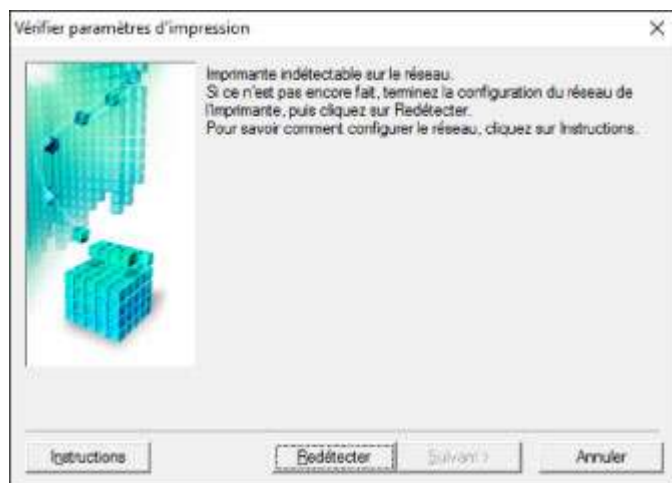 Vérifier paramètres d'impression
Imprimante indétectable sur le réseau.
Si ce n'est pas encore fait, terminez la configuration du réseau de
l'imprimante, puis cliquez sur Redétecter.
Pour savoir comment configurer le réseau, cliquez sur Instructions.
Instructions
Redétecter
Suivant >
Annuler